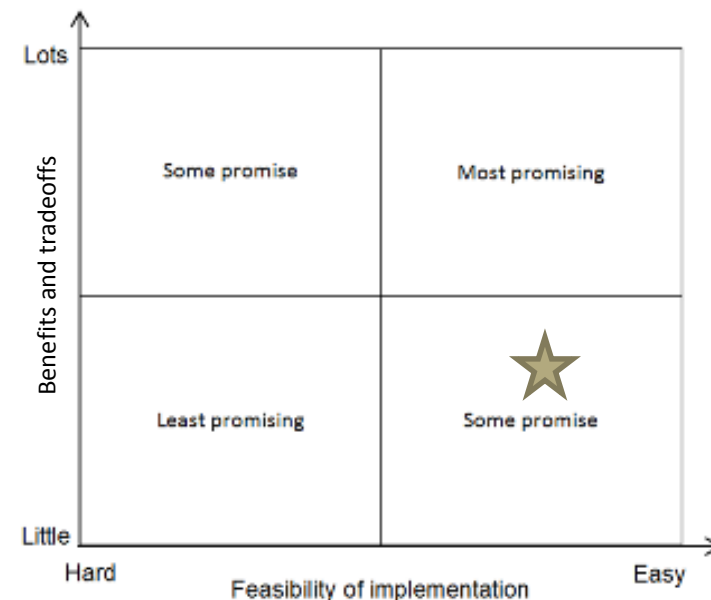 Lots
Benefits and tradeoffs
Some promise
Most promising
Least promising
Some promise
Little
Hard
Feasibility of implementation
Easy